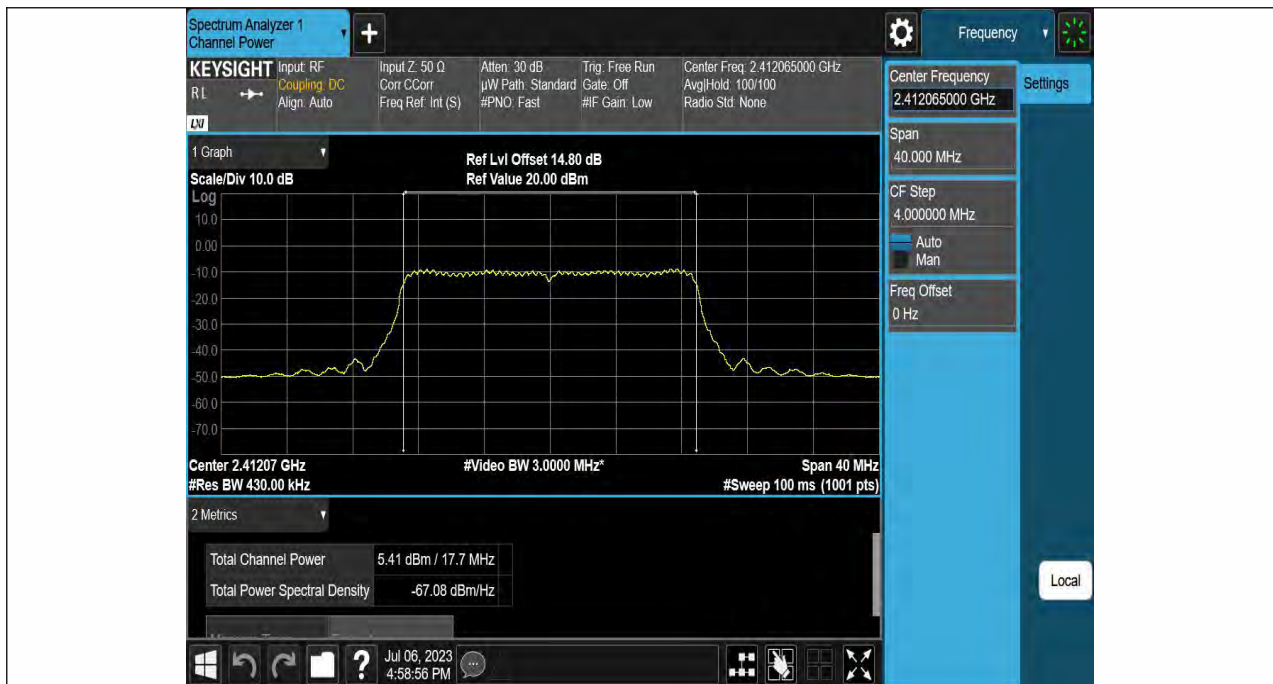 Spectrum Analyzer 1
Channel Power
+
Frequency
KEYSIGHT
RL
LXI
Input: RF
Coupling: DC
Align: Auto
Input Z: 50 Ω
Corr CCorr
Freq Ref: Int (S)
Atten: 30 dB
µW Path: Standard
#PNO: Fast
Trig: Free Run
Gate: Off
#IF Gain: Low
Center Freq: 2.412065000 GHz
Avg|Hold: 100/100
Radio Std: None
Center Frequency
2.412065000 GHz
Settings
Span
40.000 MHz
CF Step
4.000000 MHz
Auto
Man
Freq Offset
0 Hz
1 Graph
Scale/Div 10.0 dB
Ref Lvl Offset 14.80 dB
Ref Value 20.00 dBm
Log
10.0
0.00
-10.0
-20.0
-30.0
-40.0
-50.0
-60.0
-70.0
Center 2.41207 GHz
#Video BW 3.0000 MHz*
Span 40 MHz
#Res BW 430.00 kHz
#Sweep 100 ms (1001 pts)
2 Metrics
Total Channel Power 5.41 dBm / 17.7 MHz
Total Power Spectral Density -67.08 dBm/Hz
Local
?
Jul 06, 2023
4:58:56 PM